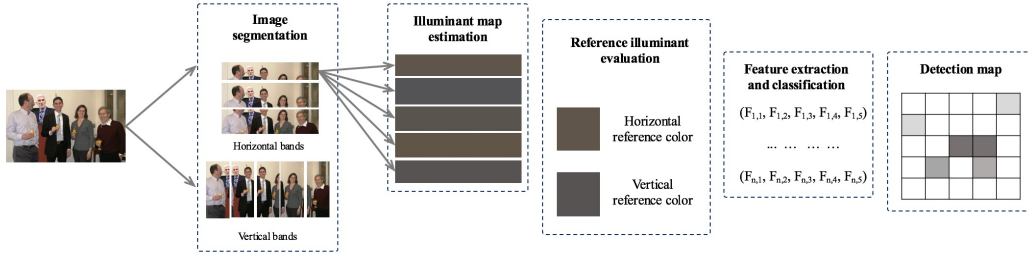 Image
segmentation
Horizontal bands
Vertical bands
Illuminant map
estimation
Reference illuminant
evaluation
Horizontal
reference color
Vertical
reference color
Feature extraction
and classification
(F1,1, F1,2, F1,3, F1,4, F1,5)
... ... ... ...
(Fn,1, Fn,2, Fn,3, Fn,4, Fn,5)
Detection map